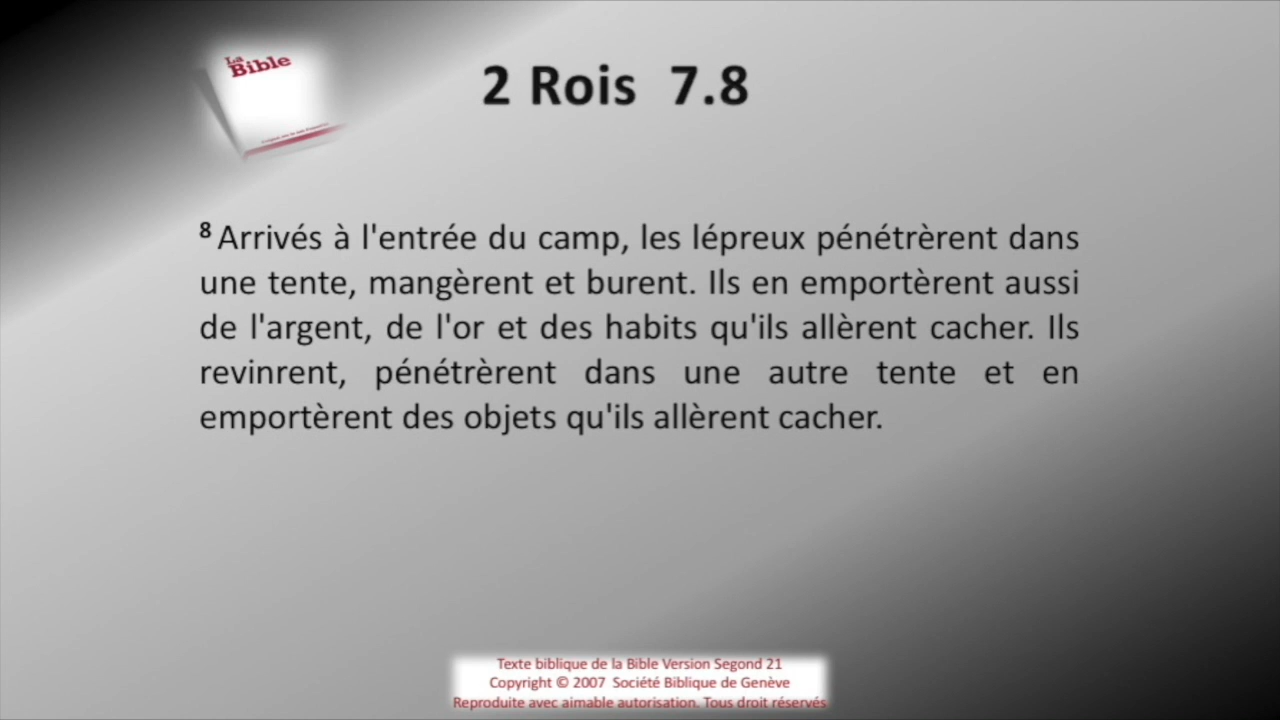 La
Bible
2 Rois 7.8
8 Arrivés à l'entrée du camp, les lépreux pénétrèrent dans
une tente, mangèrent et burent. Ils en emportèrent aussi
de l'argent, de l'or et des habits qu'ils allèrent cacher. Ils
revinrent, pénétrèrent dans une autre tente et en
emportèrent des objets qu'ils allèrent cacher.
Texte biblique de la Bible Version Segond 21
Copyright © 2007 Société Biblique de Genève
Reproduite avec aimable autorisation. Tous droit réservés